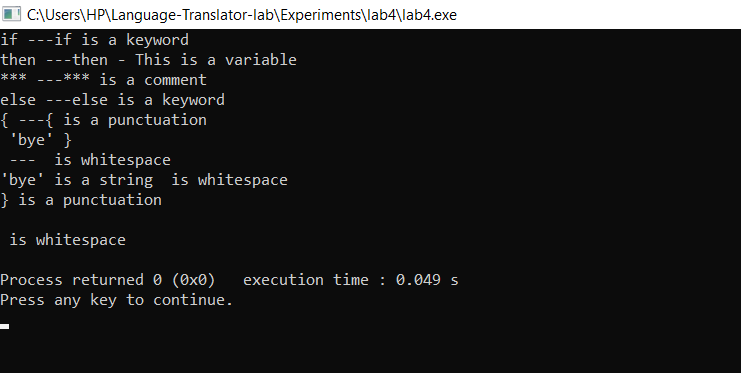 C:\Users\HP\Language-Translator-lab\Experiments\lab4\lab4.exe
if ---if is a keyword
then ---then - This is a variable
*** ---*** is a comment
else ---else is a keyword
{ ---{ is a punctuation
 'bye' }
 ---  is whitespace
'bye' is a string  is whitespace
} is a punctuation

 is whitespace

Process returned 0 (0x0)   execution time : 0.049 s
Press any key to continue.